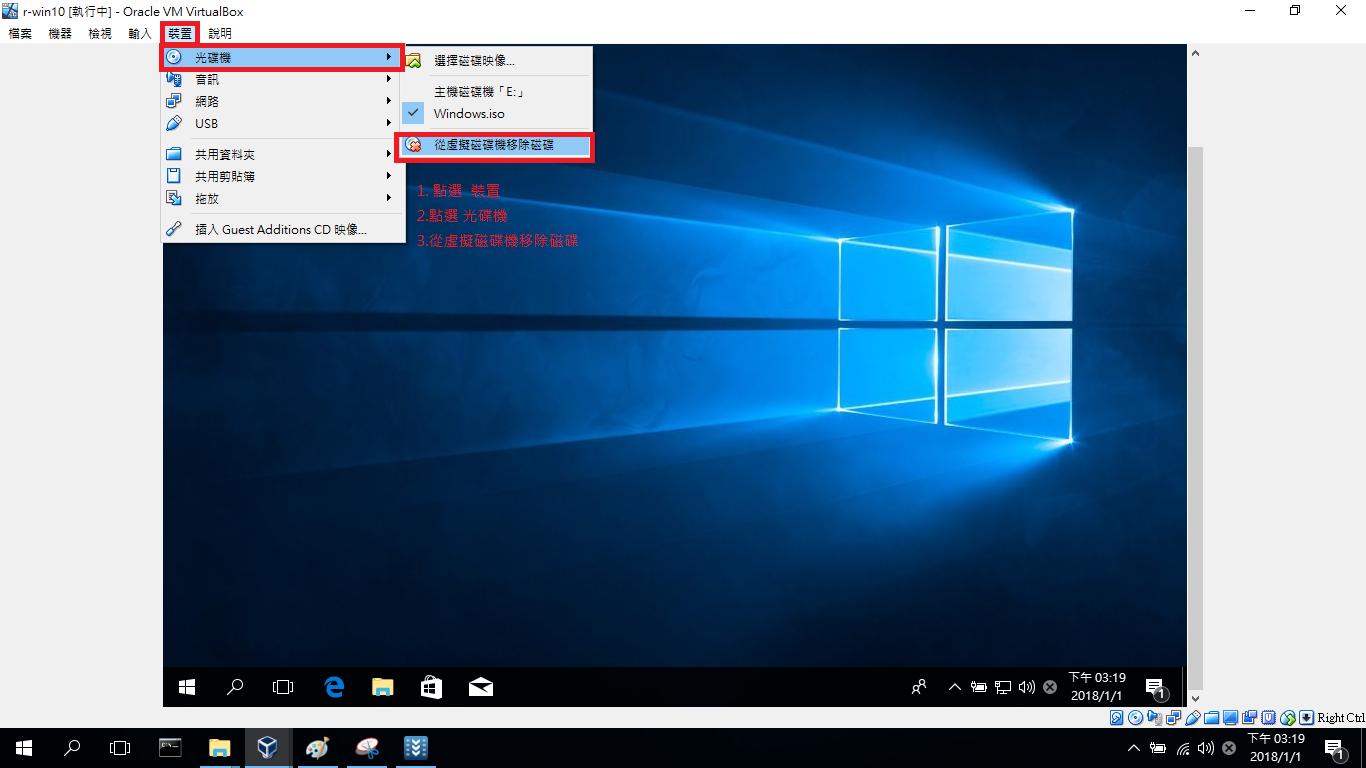 r-win10 [執行中] - Oracle VM VirtualBox
檔案 機器 檢視 輸入 裝置 說明
光碟機
音訊
網路
USB
共用資料夾
共用剪貼簿
拖放
插入 Guest Additions CD 映像...
選擇磁碟映像...
主機磁碟機「E:」
Windows.iso
從虛擬磁碟機移除磁碟
1. 點選 裝置
2.點選 光碟機
3.從虛擬磁碟機移除磁碟
下午 03:19
2018/1/1
1
Right Ctrl
下午 03:19
2018/1/1
1